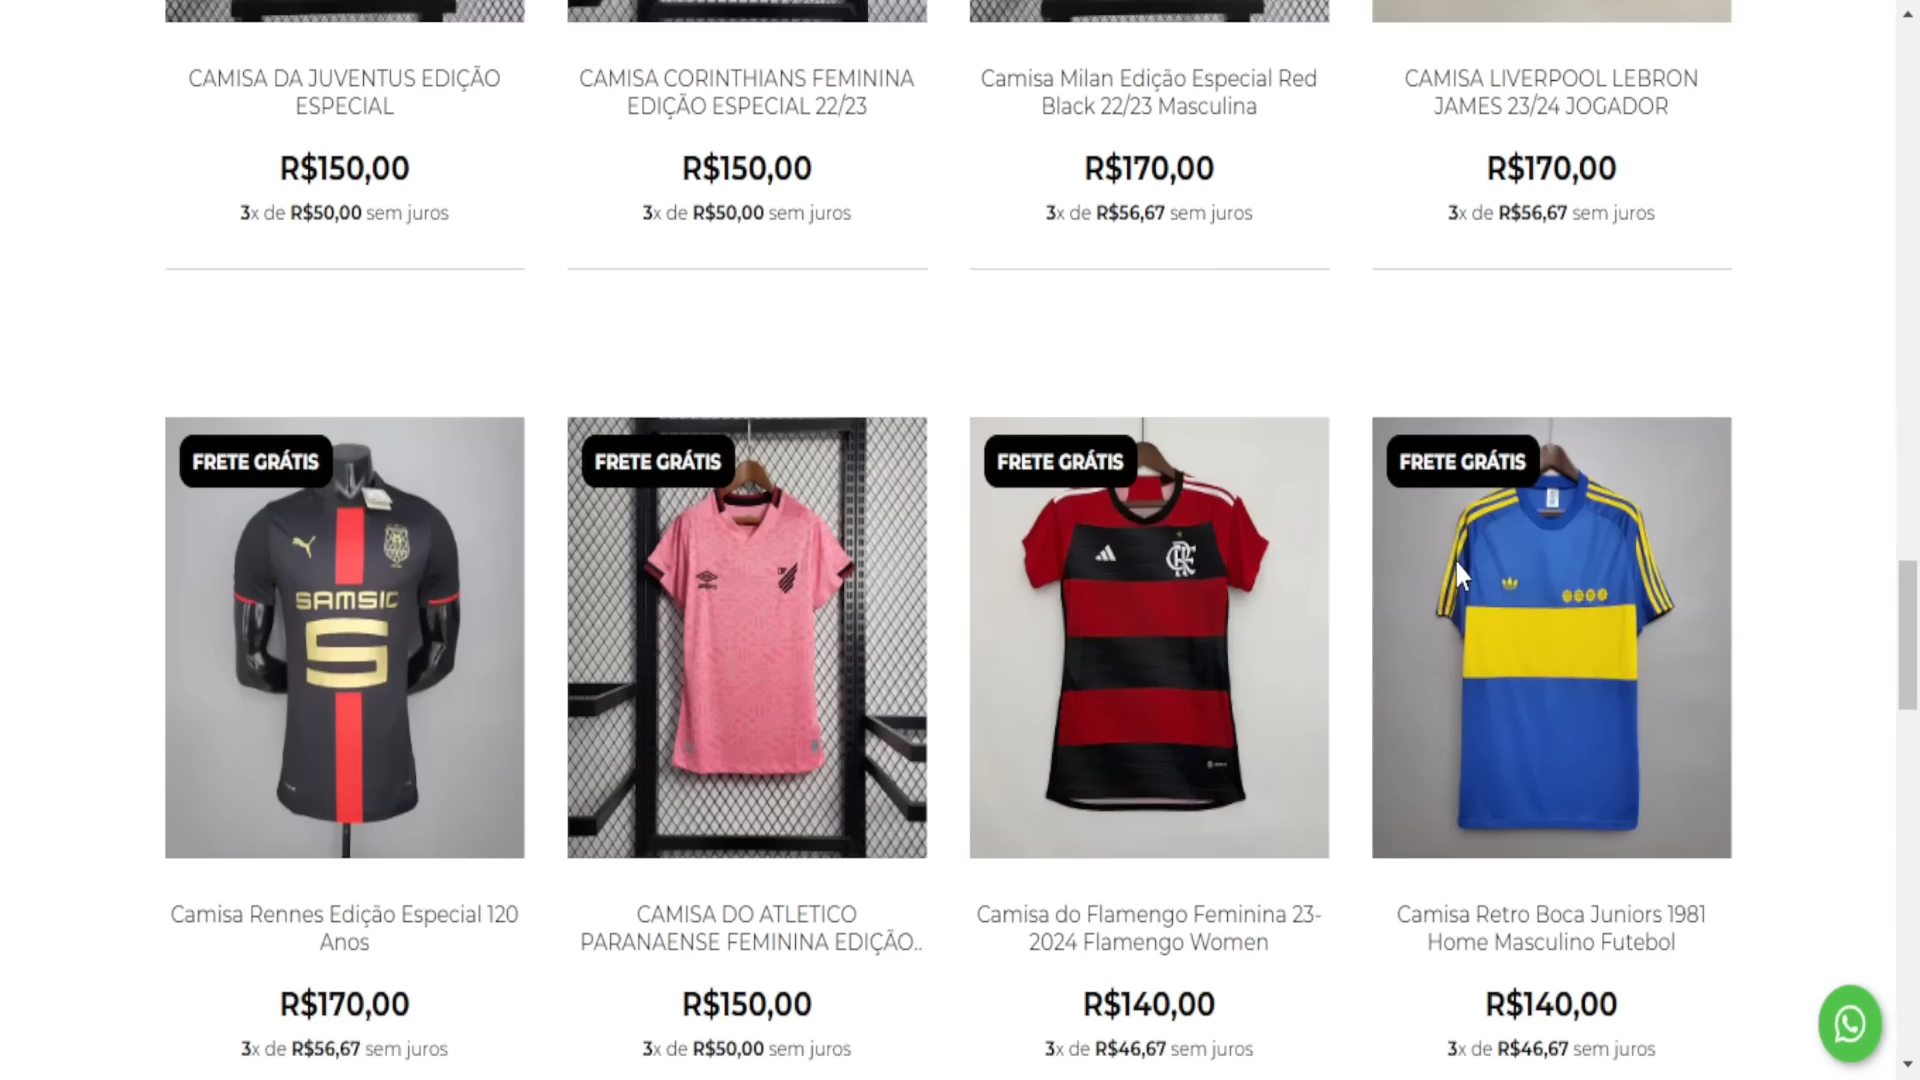 CAMISA DA JUVENTUS EDIÇÃO
ESPECIAL
R$150,00
3x de R$50,00 sem juros
CAMISA CORINTHIANS FEMININA
EDIÇÃO ESPECIAL 22/23
R$150,00
3x de R$50,00 sem juros
Camisa Milan Edição Especial Red
Black 22/23 Masculina
R$170,00
3x de R$56,67 sem juros
CAMISA LIVERPOOL LEBRON
JAMES 23/24 JOGADOR
R$170,00
3x de R$56,67 sem juros
FRETE GRÁTIS
SAMSIC
S
Camisa Rennes Edição Especial 120
Anos
R$170,00
3x de R$56,67 sem juros
FRETE GRÁTIS
CAMISA DO ATLETICO
PARANAENSE FEMININA EDIÇÃO..
R$150,00
3x de R$50,00 sem juros
FRETE GRÁTIS
Camisa do Flamengo Feminina 23-
2024 Flamengo Women
R$140,00
3x de R$46,67 sem juros
FRETE GRÁTIS
Camisa Retro Boca Juniors 1981
Home Masculino Futebol
R$140,00
3x de R$46,67 sem juros